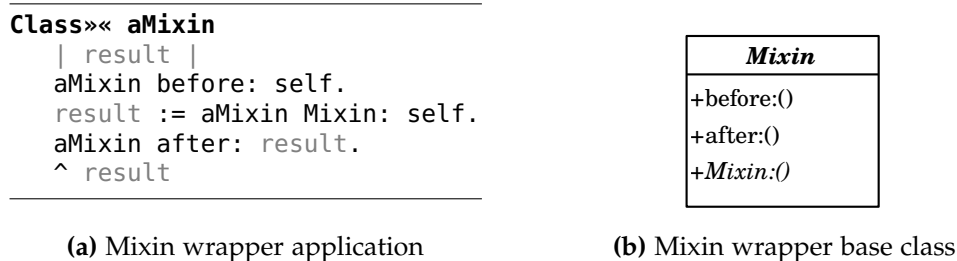 Class»« aMixin
| result |
aMixin before: self.
result := aMixin Mixin: self.
aMixin after: result.
^ result
(a) Mixin wrapper application
Mixin
+before:()
+after:()
+Mixin:()
(b) Mixin wrapper base class